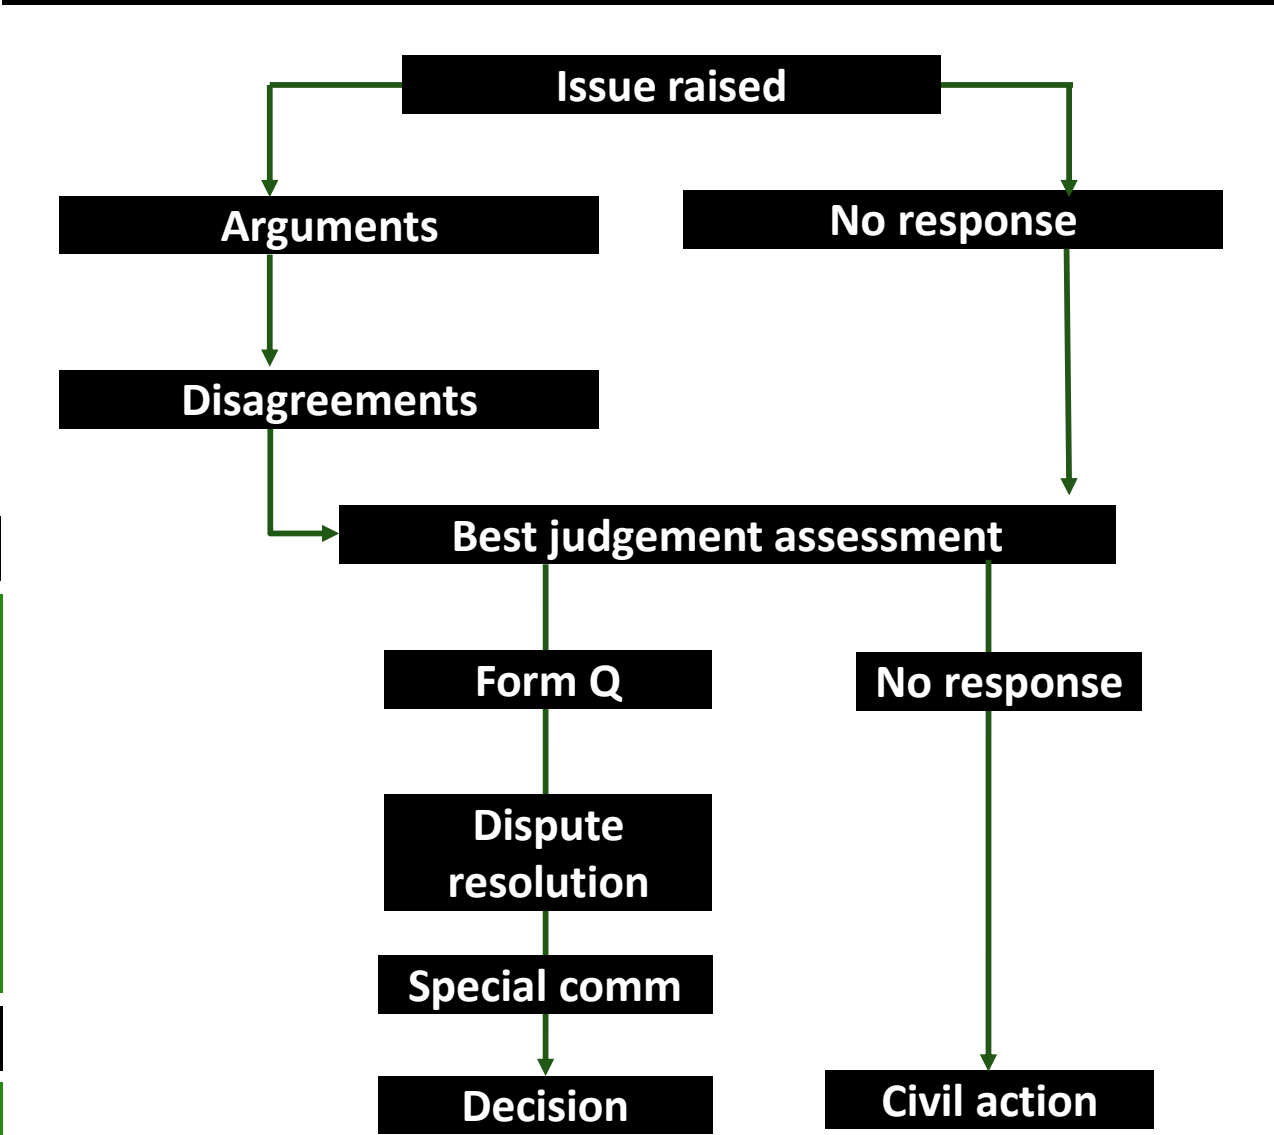 Issue raised
Arguments
No response
Disagreements
Best judgement assessment
Form Q
No response
Dispute
resolution
Special comm
Decision
Civil action